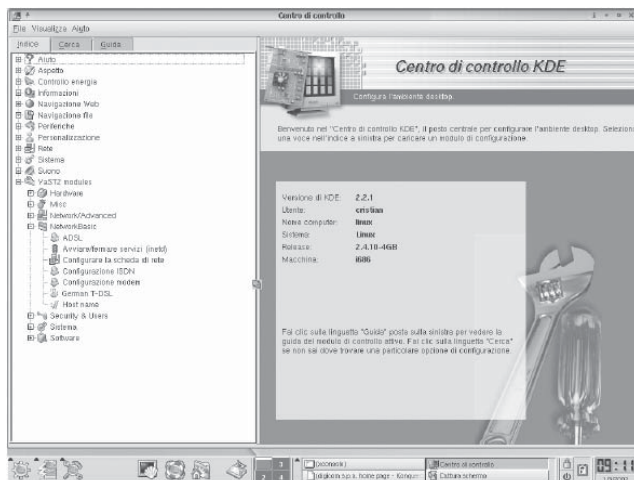 Centro di controllo
File Visualizza Aiuto
Indice Cerca Guida
Aiuto
Aspetto
Controllo energia
Informazioni
Navigazione Web
Navigazione file
Periferiche
Personalizzazione
Rete
Sistema
Suono
YaST2 modules
Hardware
Misc
Network/Advanced
Network/Basic
ADSL
Avviare/fermare servizi (inetd)
Configurare la scheda di rete
Configurazione ISDN
Configurazione modem
German T-DSL
Host name
Security & Users
Sistema
Software
Centro di controllo KDE
Configura l'ambiente desktop.
Benvenuto nel "Centro di controllo KDE", il posto centrale per configurare l'ambiente desktop. Selezion
una voce nell'indice a sinistra per caricare un modulo di configurazione.
Versione di KDE: 2.2.1
Utente: cristian
Nome computer: linux
Sistema: Linux
Release: 2.4.10-4GB
Macchina: i686
Fai clic sulla linguetta "Guida" posta sulla sinistra per vedere la
guida del modulo di controllo attivo. Fai clic sulla linguetta "Cerca"
se non sai dove trovare una particolare opzione di configurazione.
Centro di controllo
[digicom s.p.a. home page - Konquer
Cattura schermo
09:11